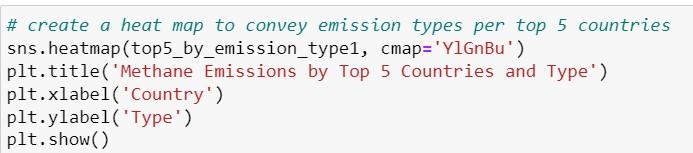 # create a heat map to convey emission types per top 5 countries
sns.heatmap(top5_by_emission_type1, cmap='YlGnBu')
plt.title('Methane Emissions by Top 5 Countries and Type')
plt.xlabel('Country')
plt.ylabel('Type')
plt.show()